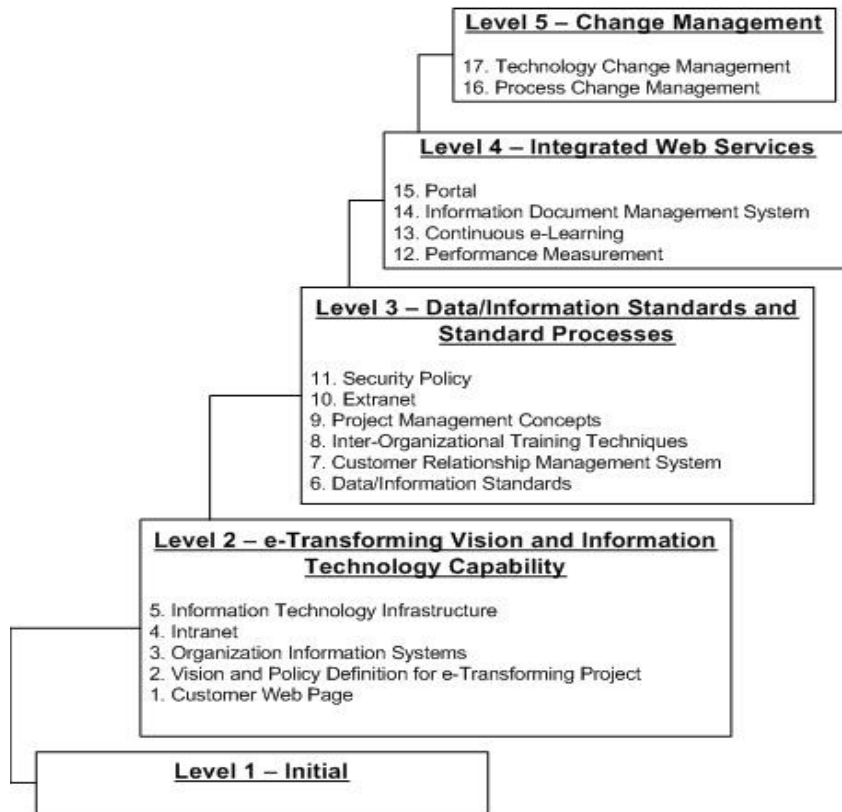 Level 5 – Change Management
17. Technology Change Management
16. Process Change Management
Level 4 – Integrated Web Services
15. Portal
14. Information Document Management System
13. Continuous e-Learning
12. Performance Measurement
Level 3 – Data/Information Standards and
Standard Processes
11. Security Policy
10. Extranet
9. Project Management Concepts
8. Inter-Organizational Training Techniques
7. Customer Relationship Management System
6. Data/Information Standards
Level 2 – e-Transforming Vision and Information
Technology Capability
5. Information Technology Infrastructure
4. Intranet
3. Organization Information Systems
2. Vision and Policy Definition for e-Transforming Project
1. Customer Web Page
Level 1 – Initial